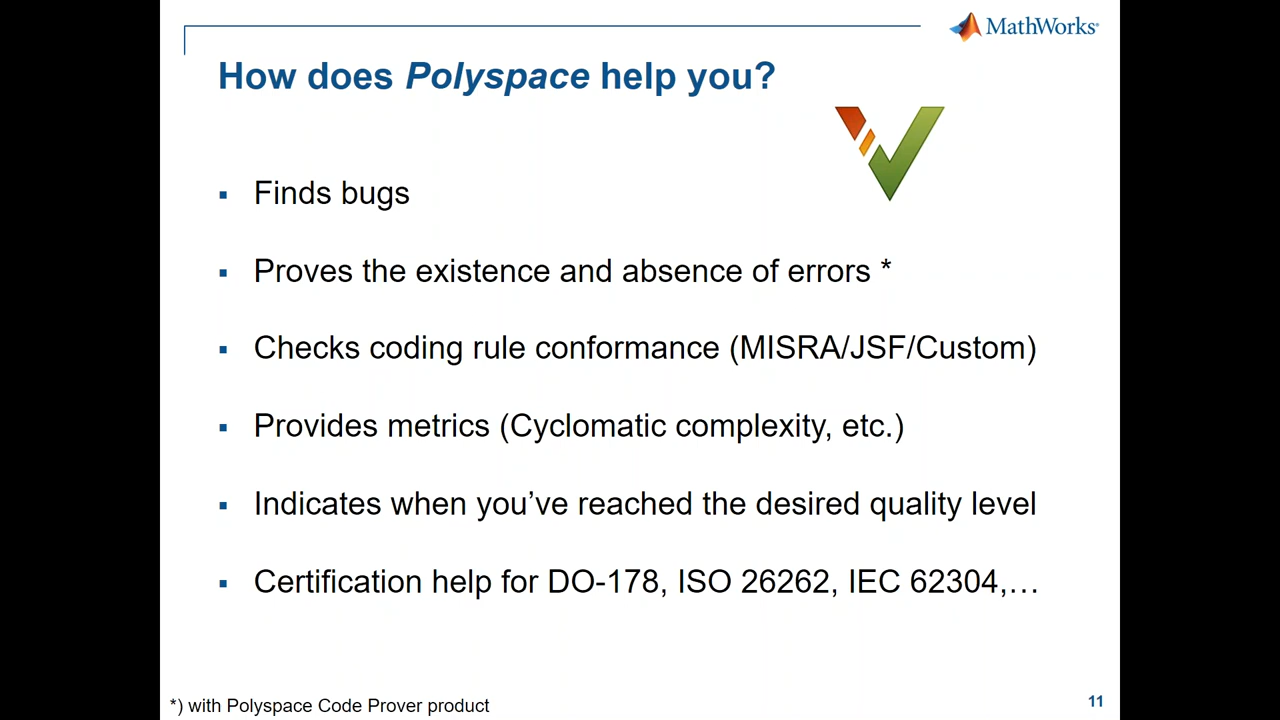 MathWorks®
How does Polyspace help you?
▪ Finds bugs
▪ Proves the existence and absence of errors *
▪ Checks coding rule conformance (MISRA/JSF/Custom)
▪ Provides metrics (Cyclomatic complexity, etc.)
▪ Indicates when you’ve reached the desired quality level
▪ Certification help for DO-178, ISO 26262, IEC 62304,…
*) with Polyspace Code Prover product
11